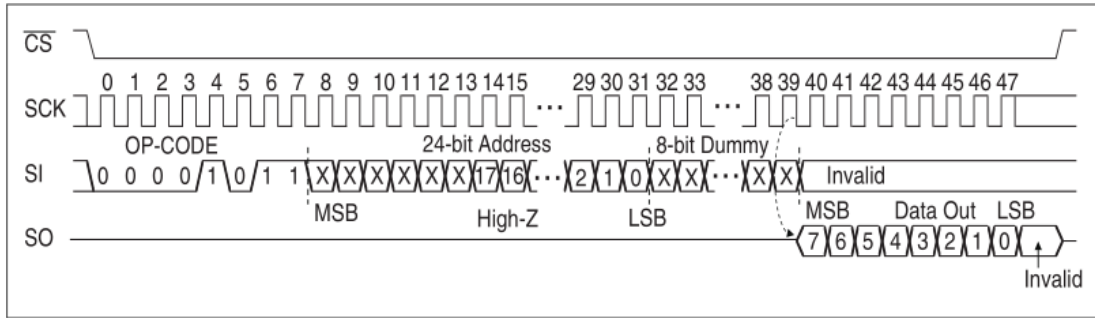 CS
0 1 2 3 4 5 6 7 8 9 10 11 12 13 14 15 29 30 31 32 33 38 39 40 41 42 43 44 45 46 47
SCK ... ...
OP-CODE 24-bit Address 8-bit Dummy
SI 0 0 0 0 1 0 1 1 X X X X X X 17 16 ... 2 1 0 X X ... X X Invalid
MSB High-Z LSB MSB Data Out LSB
SO 7 6 5 4 3 2 1 0
Invalid